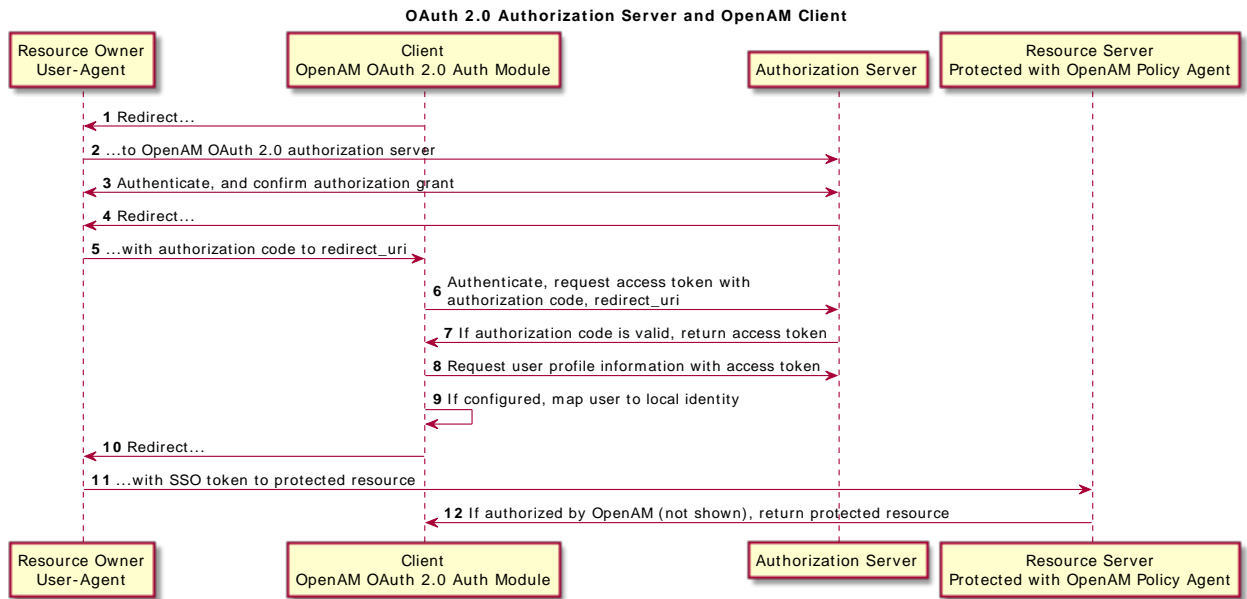 OAuth 2.0 Authorization Server and OpenAM Client
Resource Owner
User-Agent
Client
OpenAM OAuth 2.0 Auth Module
Authorization Server
Resource Server
Protected with OpenAM Policy Agent
1 Redirect...
2 ...to OpenAM OAuth 2.0 authorization server
3 Authenticate, and confirm authorization grant
4 Redirect...
5 ...with authorization code to redirect_uri
6 Authenticate, request access token with
authorization code, redirect_uri
7 If authorization code is valid, return access token
8 Request user profile information with access token
9 If configured, map user to local identity
10 Redirect...
11 ...with SSO token to protected resource
12 If authorized by OpenAM (not shown), return protected resource
Resource Owner
User-Agent
Client
OpenAM OAuth 2.0 Auth Module
Authorization Server
Resource Server
Protected with OpenAM Policy Agent